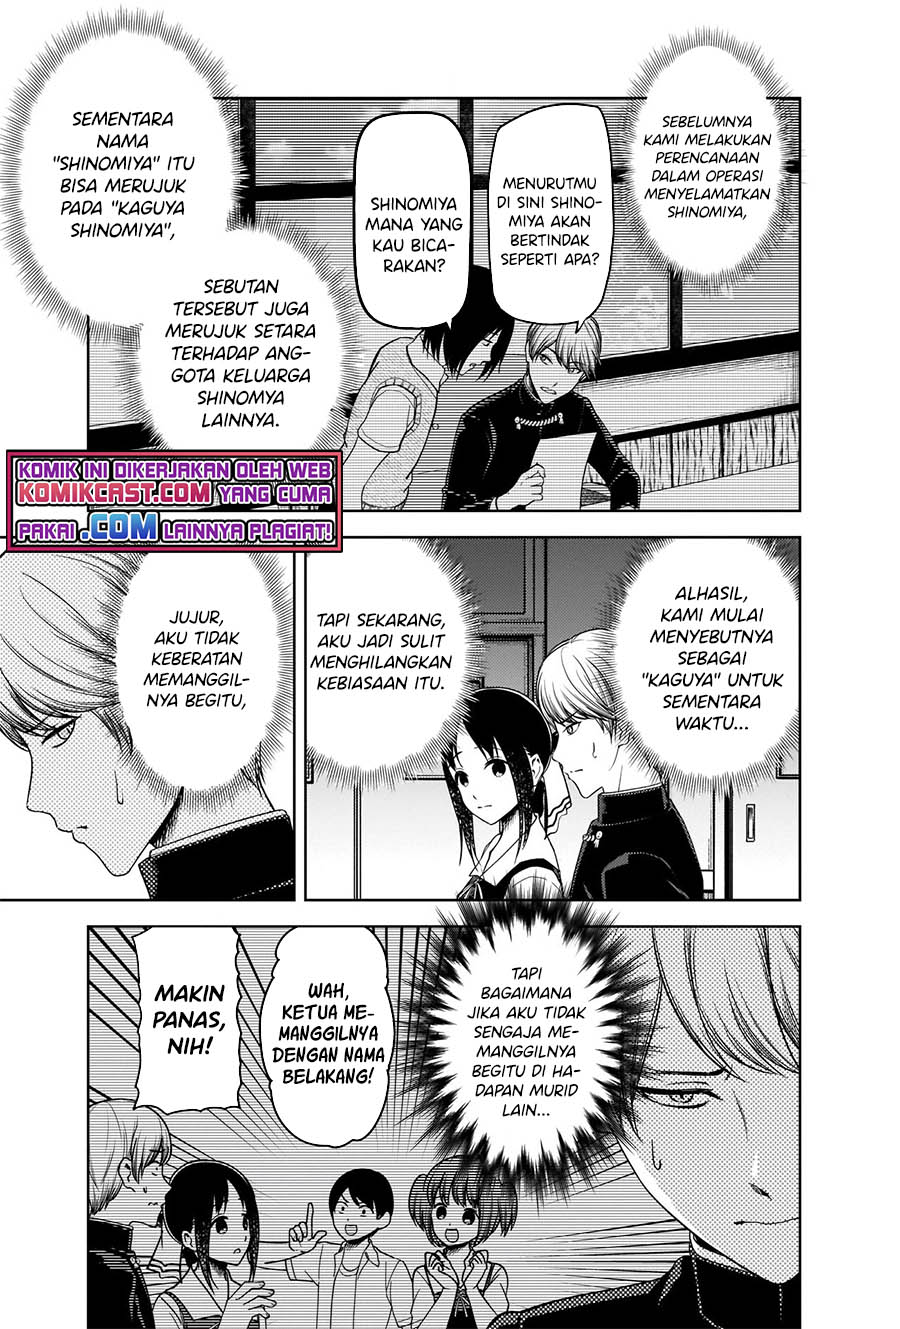 SEBELUMNYA
KAMI MELAKUKAN
PERENCANAAN
DALAM OPERASI
MENYELAMATKAN
SHINOMIYA,
MENURUTMU
DI SINI SHINO-
MIYA AKAN
BERTINDAK
SEPERTI APA?
SHINOMIYA
MANA YANG
KAU BICA-
RAKAN?
SEMENTARA
NAMA
"SHINOMIYA" ITU
BISA MERUJUK
PADA "KAGUYA
SHINOMIYA",
SEBUTAN
TERSEBUT JUGA
MERUJUK SETARA
TERHADAP ANG-
GOTA KELUARGA
SHINOMYA
LAINNYA.
KOMIK INI DIKERJAKAN OLEH WEB
KOMIKCAST.COM YANG CUMA
PAKAI .COM LAINNYA PLAGIAT!
ALHASIL,
KAMI MULAI
MENYEBUTNYA
SEBAGAI
"KAGUYA" UNTUK
SEMENTARA
WAKTU...
TAPI SEKARANG,
AKU JADI SULIT
MENGHILANGKAN
KEBIASAAN ITU.
JUJUR,
AKU TIDAK
KEBERATAN
MEMANGGIL-
NYA BEGITU,
TAPI
BAGAIMANA
JIKA AKU TIDAK
SENGAJA ME-
MANGGILNYA
BEGITU DI HA-
DAPAN MURID
LAIN...
WAH,
KETUA ME-
MANGGILNYA
DENGAN NAMA
BELAKANG!
MAKIN
PANAS,
NIH!